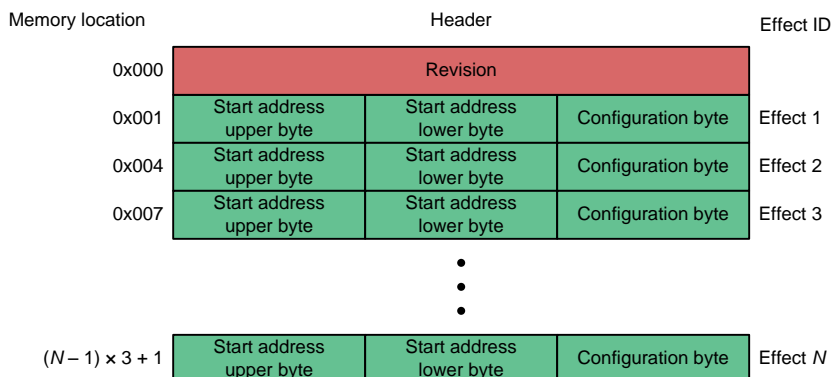 Memory location Header Effect ID
0x000 Revision
0x001 Start address upper byte Start address lower byte Configuration byte Effect 1
0x004 Start address upper byte Start address lower byte Configuration byte Effect 2
0x007 Start address upper byte Start address lower byte Configuration byte Effect 3
(N – 1) × 3 + 1 Start address upper byte Start address lower byte Configuration byte Effect N